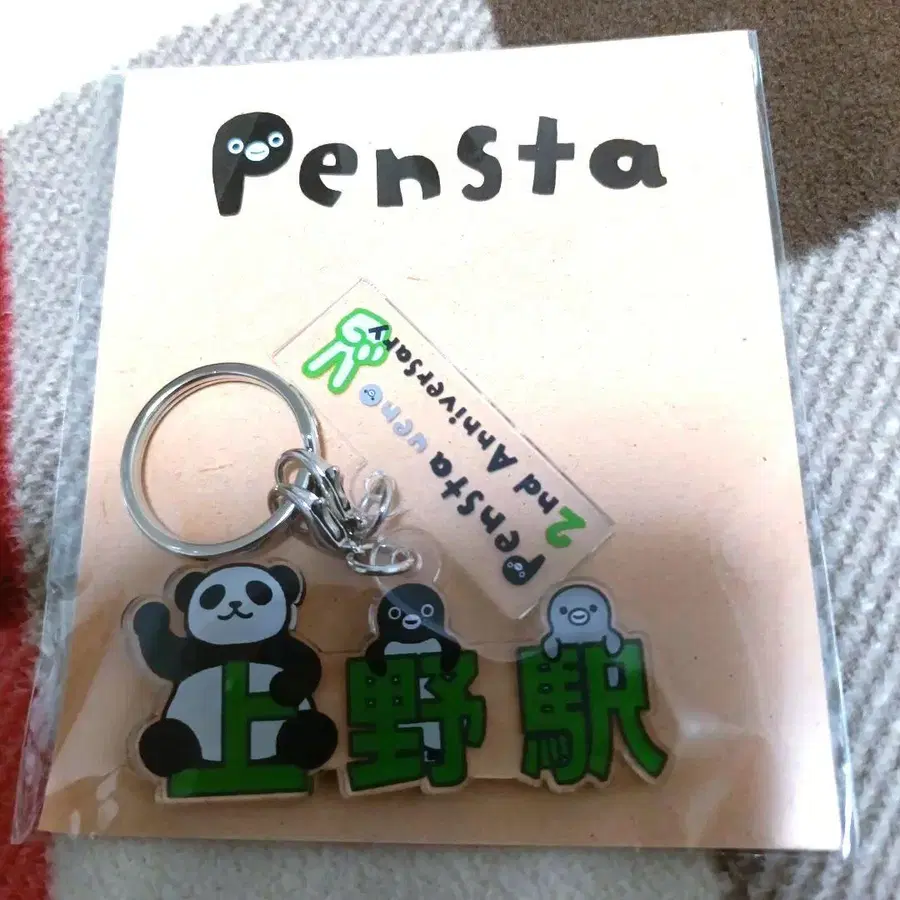 Pensta
Pensta ueno
2nd Anniversary
上野駅